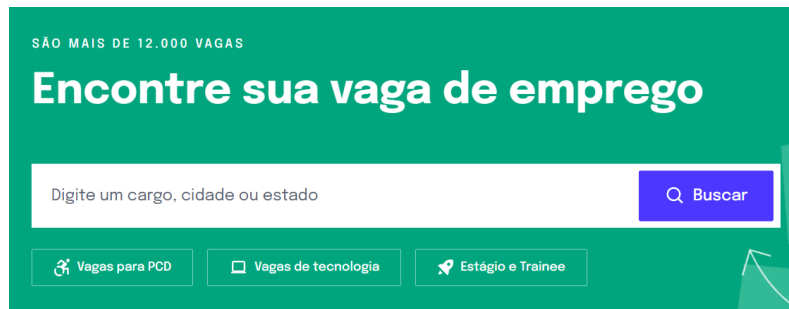 SÃO MAIS DE 12.000 VAGAS
Encontre sua vaga de emprego
Digite um cargo, cidade ou estado
Buscar
Vagas para PCD
Vagas de tecnologia
Estágio e Trainee